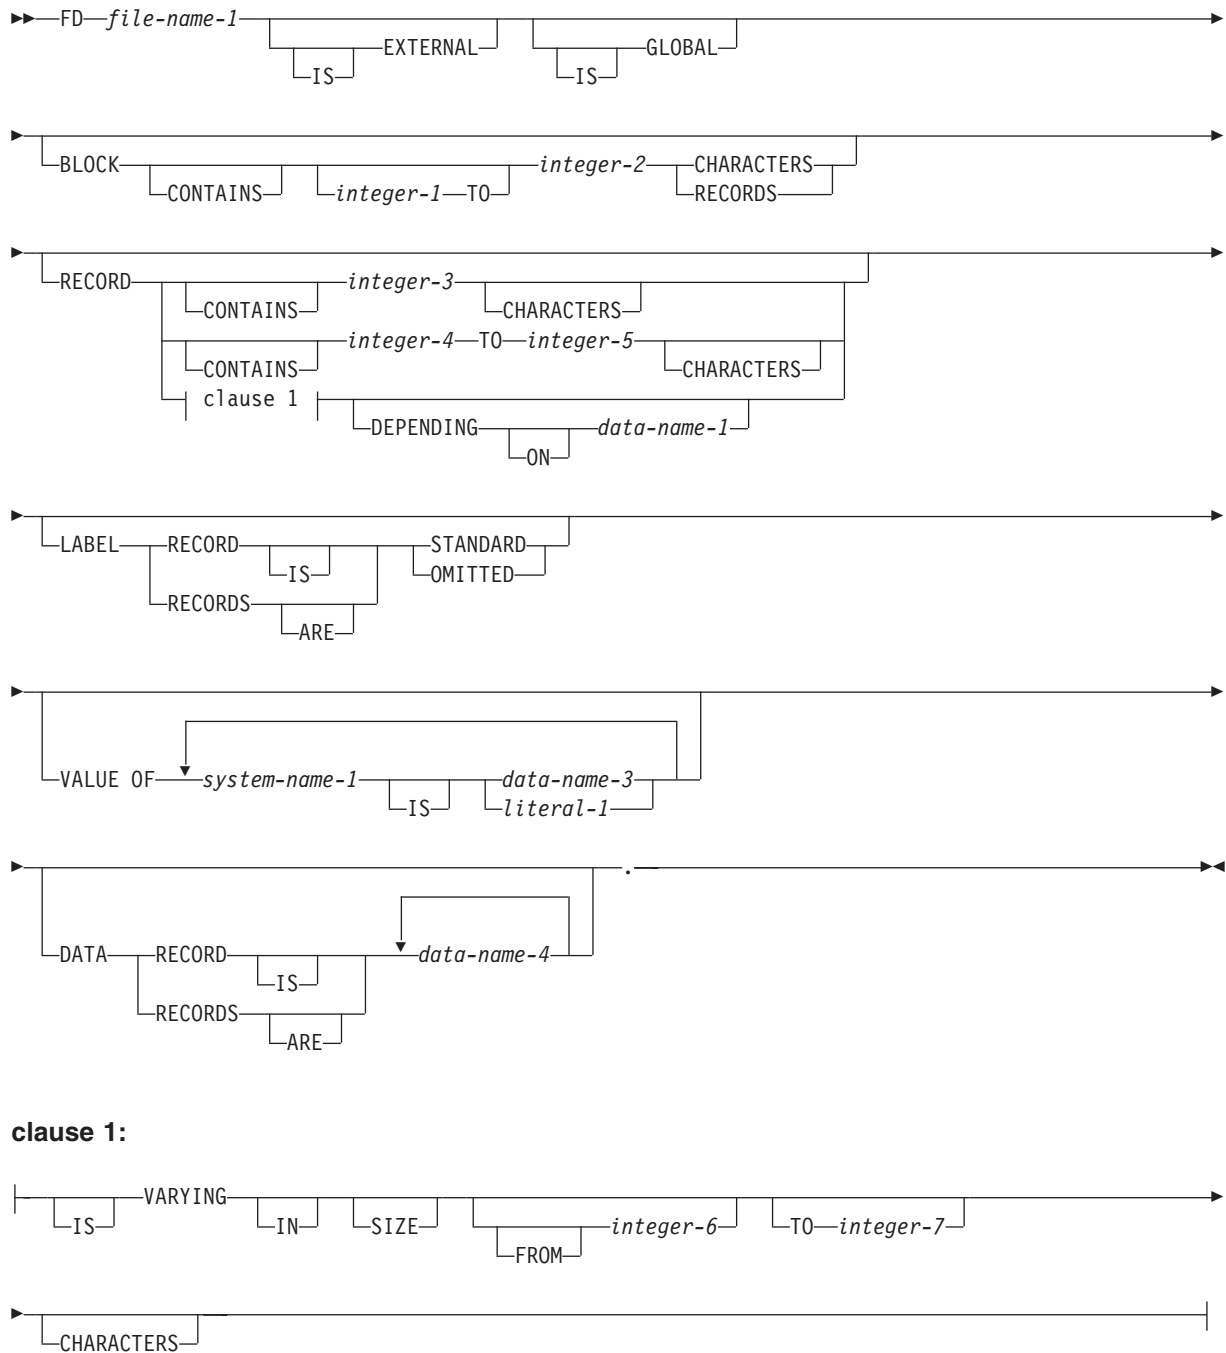 FD file-name-1
EXTERNAL GLOBAL
IS IS
BLOCK integer-2 CHARACTERS
CONTAINS integer-1 TO RECORDS
RECORD integer-3
CONTAINS CHARACTERS
integer-4 TO integer-5
CONTAINS CHARACTERS
clause 1
DEPENDING data-name-1
ON
LABEL RECORD STANDARD
IS OMITTED
RECORDS
ARE
VALUE OF system-name-1 data-name-3
IS literal-1
.
DATA RECORD data-name-4
IS
RECORDS
ARE
clause 1:
VARYING integer-6
IS IN SIZE FROM TO integer-7
CHARACTERS